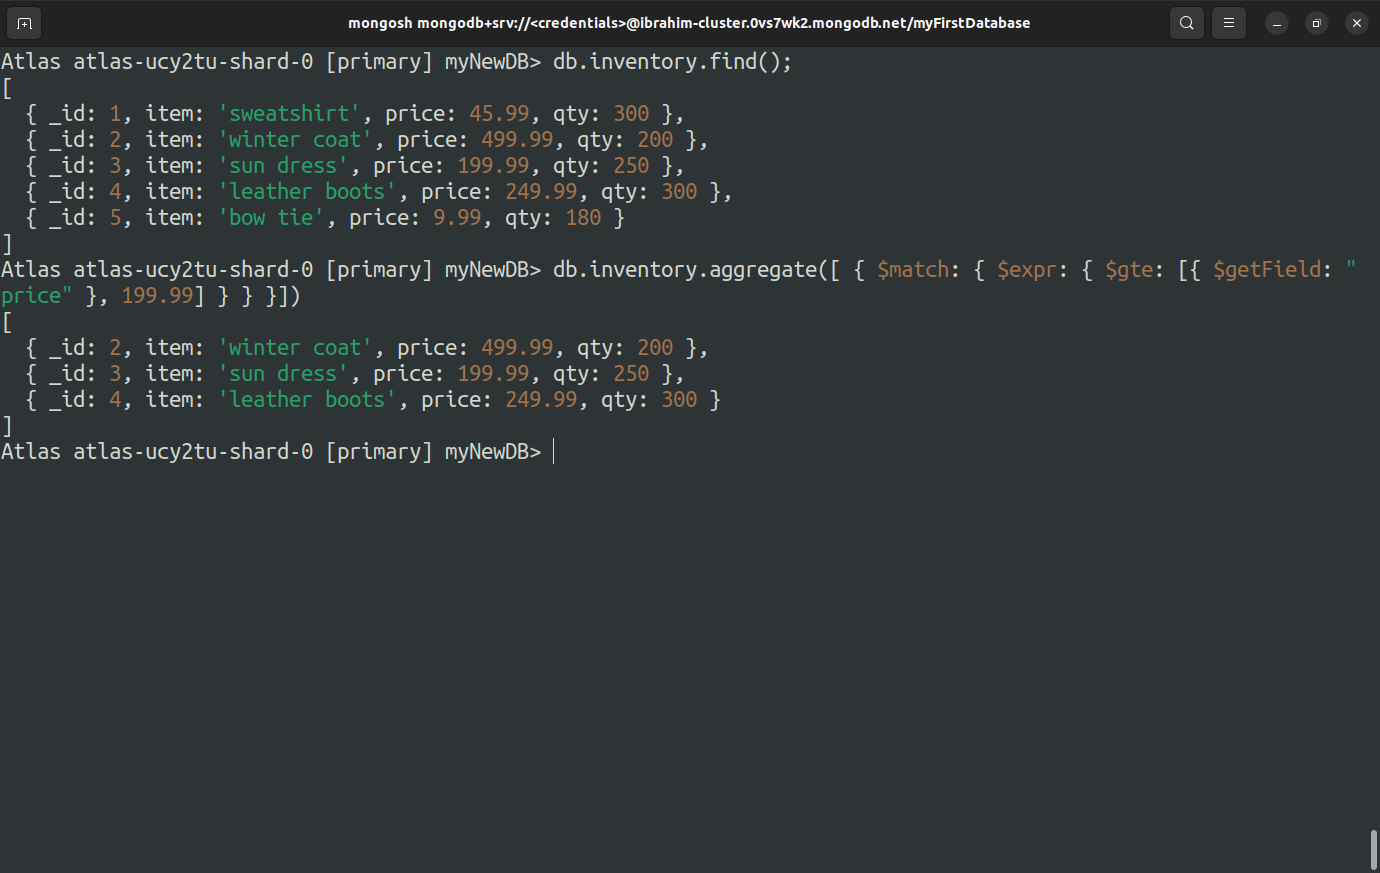 mongosh mongodb+srv://<credentials>@ibrahim-cluster.0vs7wk2.mongodb.net/myFirstDatabase
Atlas atlas-ucy2tu-shard-0 [primary] myNewDB> db.inventory.find();
[
  { _id: 1, item: 'sweatshirt', price: 45.99, qty: 300 },
  { _id: 2, item: 'winter coat', price: 499.99, qty: 200 },
  { _id: 3, item: 'sun dress', price: 199.99, qty: 250 },
  { _id: 4, item: 'leather boots', price: 249.99, qty: 300 },
  { _id: 5, item: 'bow tie', price: 9.99, qty: 180 }
]
Atlas atlas-ucy2tu-shard-0 [primary] myNewDB> db.inventory.aggregate([ { $match: { $expr: { $gte: [{ $getField: "
price" }, 199.99] } } }])
[
  { _id: 2, item: 'winter coat', price: 499.99, qty: 200 },
  { _id: 3, item: 'sun dress', price: 199.99, qty: 250 },
  { _id: 4, item: 'leather boots', price: 249.99, qty: 300 }
]
Atlas atlas-ucy2tu-shard-0 [primary] myNewDB>